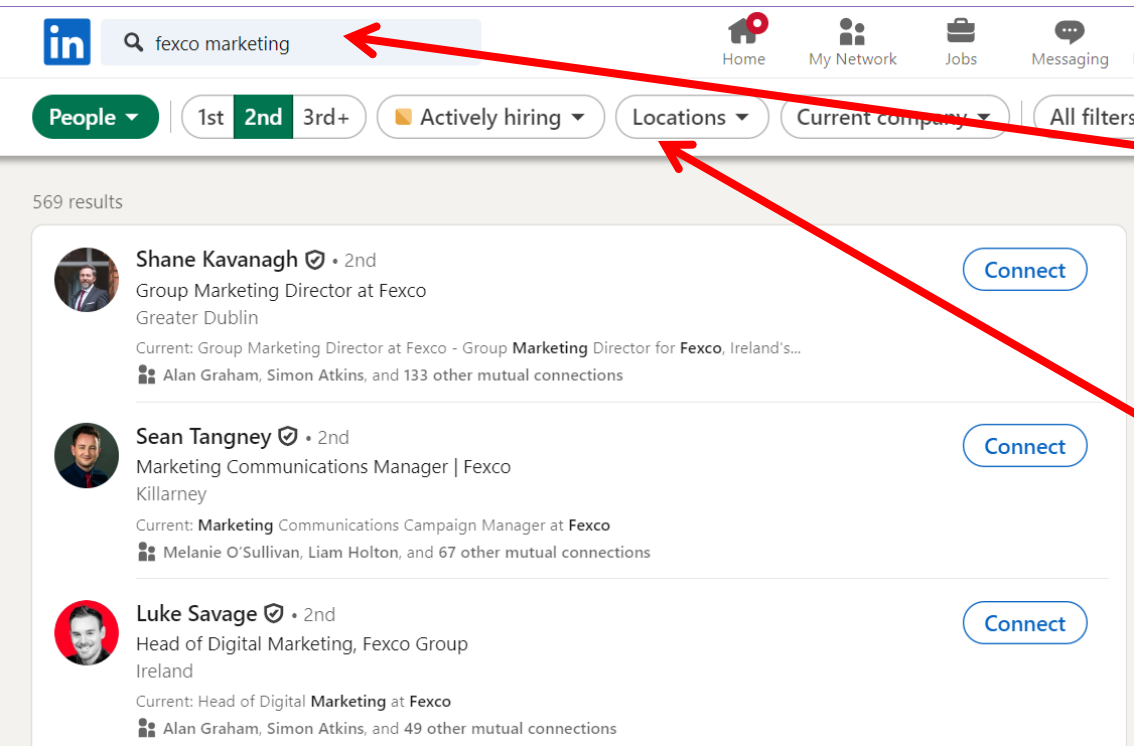 in
fexco marketing
Home
My Network
Jobs
Messaging
People
1st 2nd 3rd+
Actively hiring
Locations
Current company
All filters
569 results
Shane Kavanagh • 2nd
Group Marketing Director at Fexco
Greater Dublin
Current: Group Marketing Director at Fexco - Group Marketing Director for Fexco, Ireland's...
Alan Graham, Simon Atkins, and 133 other mutual connections
Connect
Sean Tangney • 2nd
Marketing Communications Manager | Fexco
Killarney
Current: Marketing Communications Campaign Manager at Fexco
Melanie O'Sullivan, Liam Holton, and 67 other mutual connections
Connect
Luke Savage • 2nd
Head of Digital Marketing, Fexco Group
Ireland
Current: Head of Digital Marketing at Fexco
Alan Graham, Simon Atkins, and 49 other mutual connections
Connect